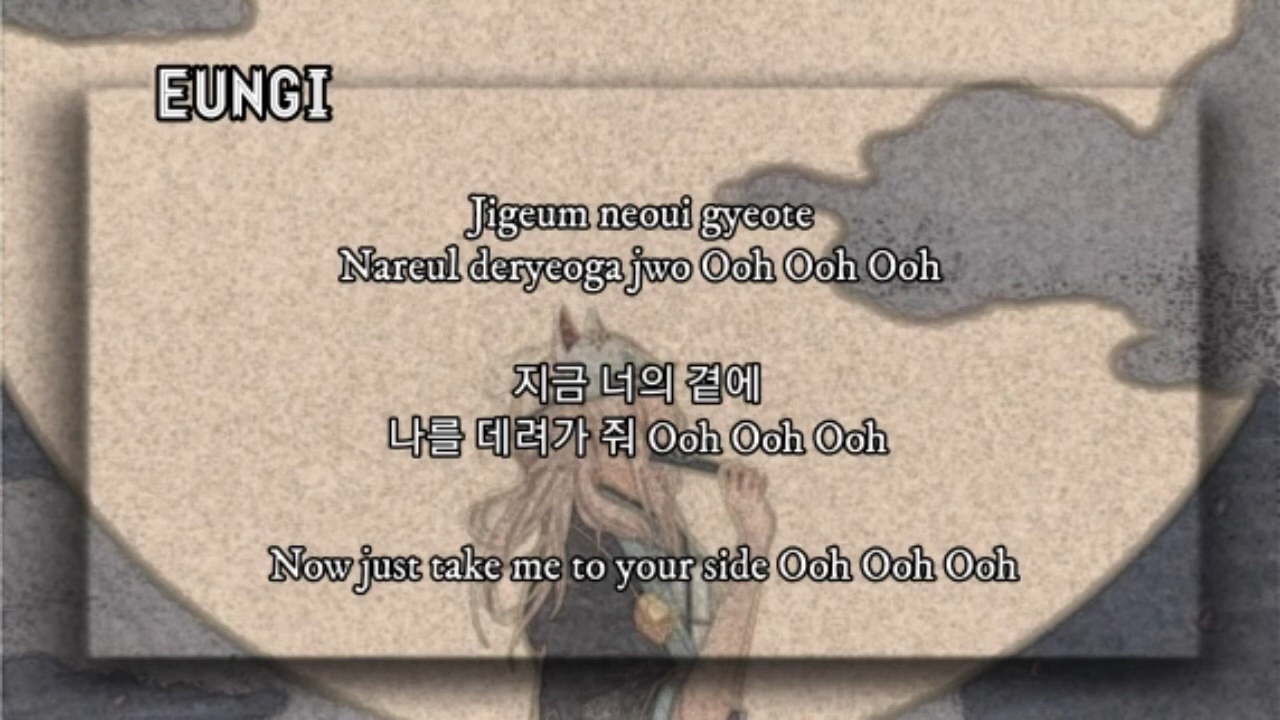 EUNGI
Jigeum neoui gyeote
Nareul deryeoga jwo Ooh Ooh Ooh
지금 너의 곁에
나를 데려가 줘 Ooh Ooh Ooh
Now just take me to your side Ooh Ooh Ooh